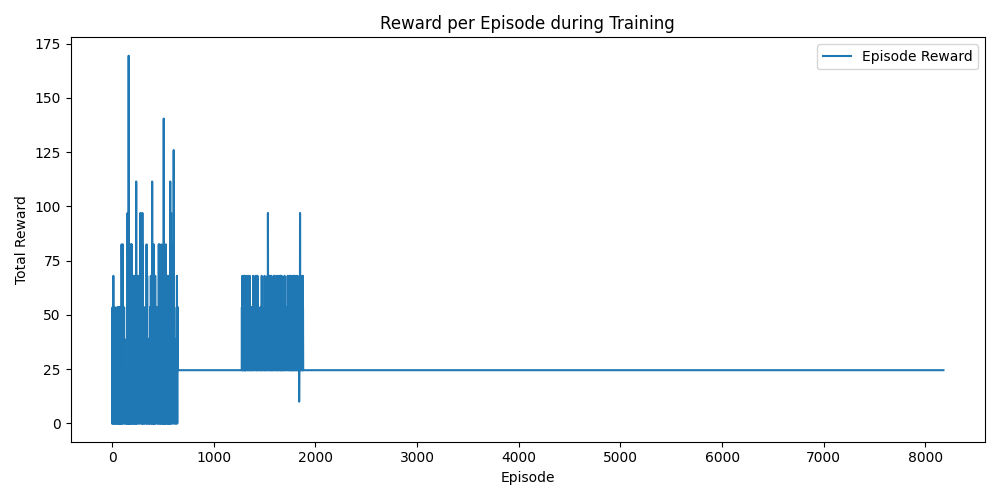 Reward per Episode during Training
Episode Reward
Total Reward
175
150
125
100
75
50
25
0
0 1000 2000 3000 4000 5000 6000 7000 8000
Episode